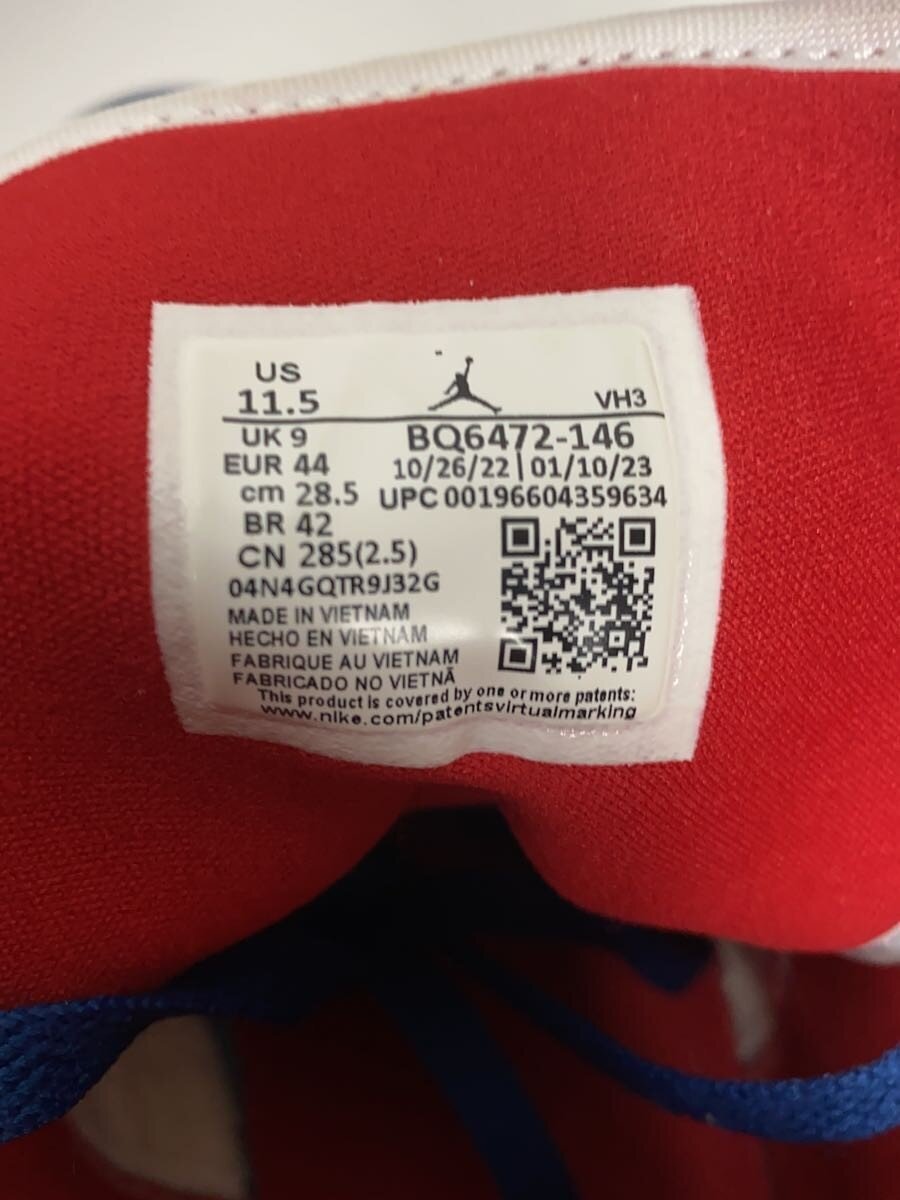 US
11.5
VH3
UK 9
BQ6472-146
EUR 44
10/26/22 | 01/10/23
cm 28.5
UPC 00196604359634
BR 42
CN 285(2.5)
04N4GQTR9J32G
MADE IN VIETNAM
HECHO EN VIETNAM
FABRIQUE AU VIETNAM
FABRICADO NO VIETNÃ
This product is covered by one or more patents:
www.nike.com/patentsvirtualmarking